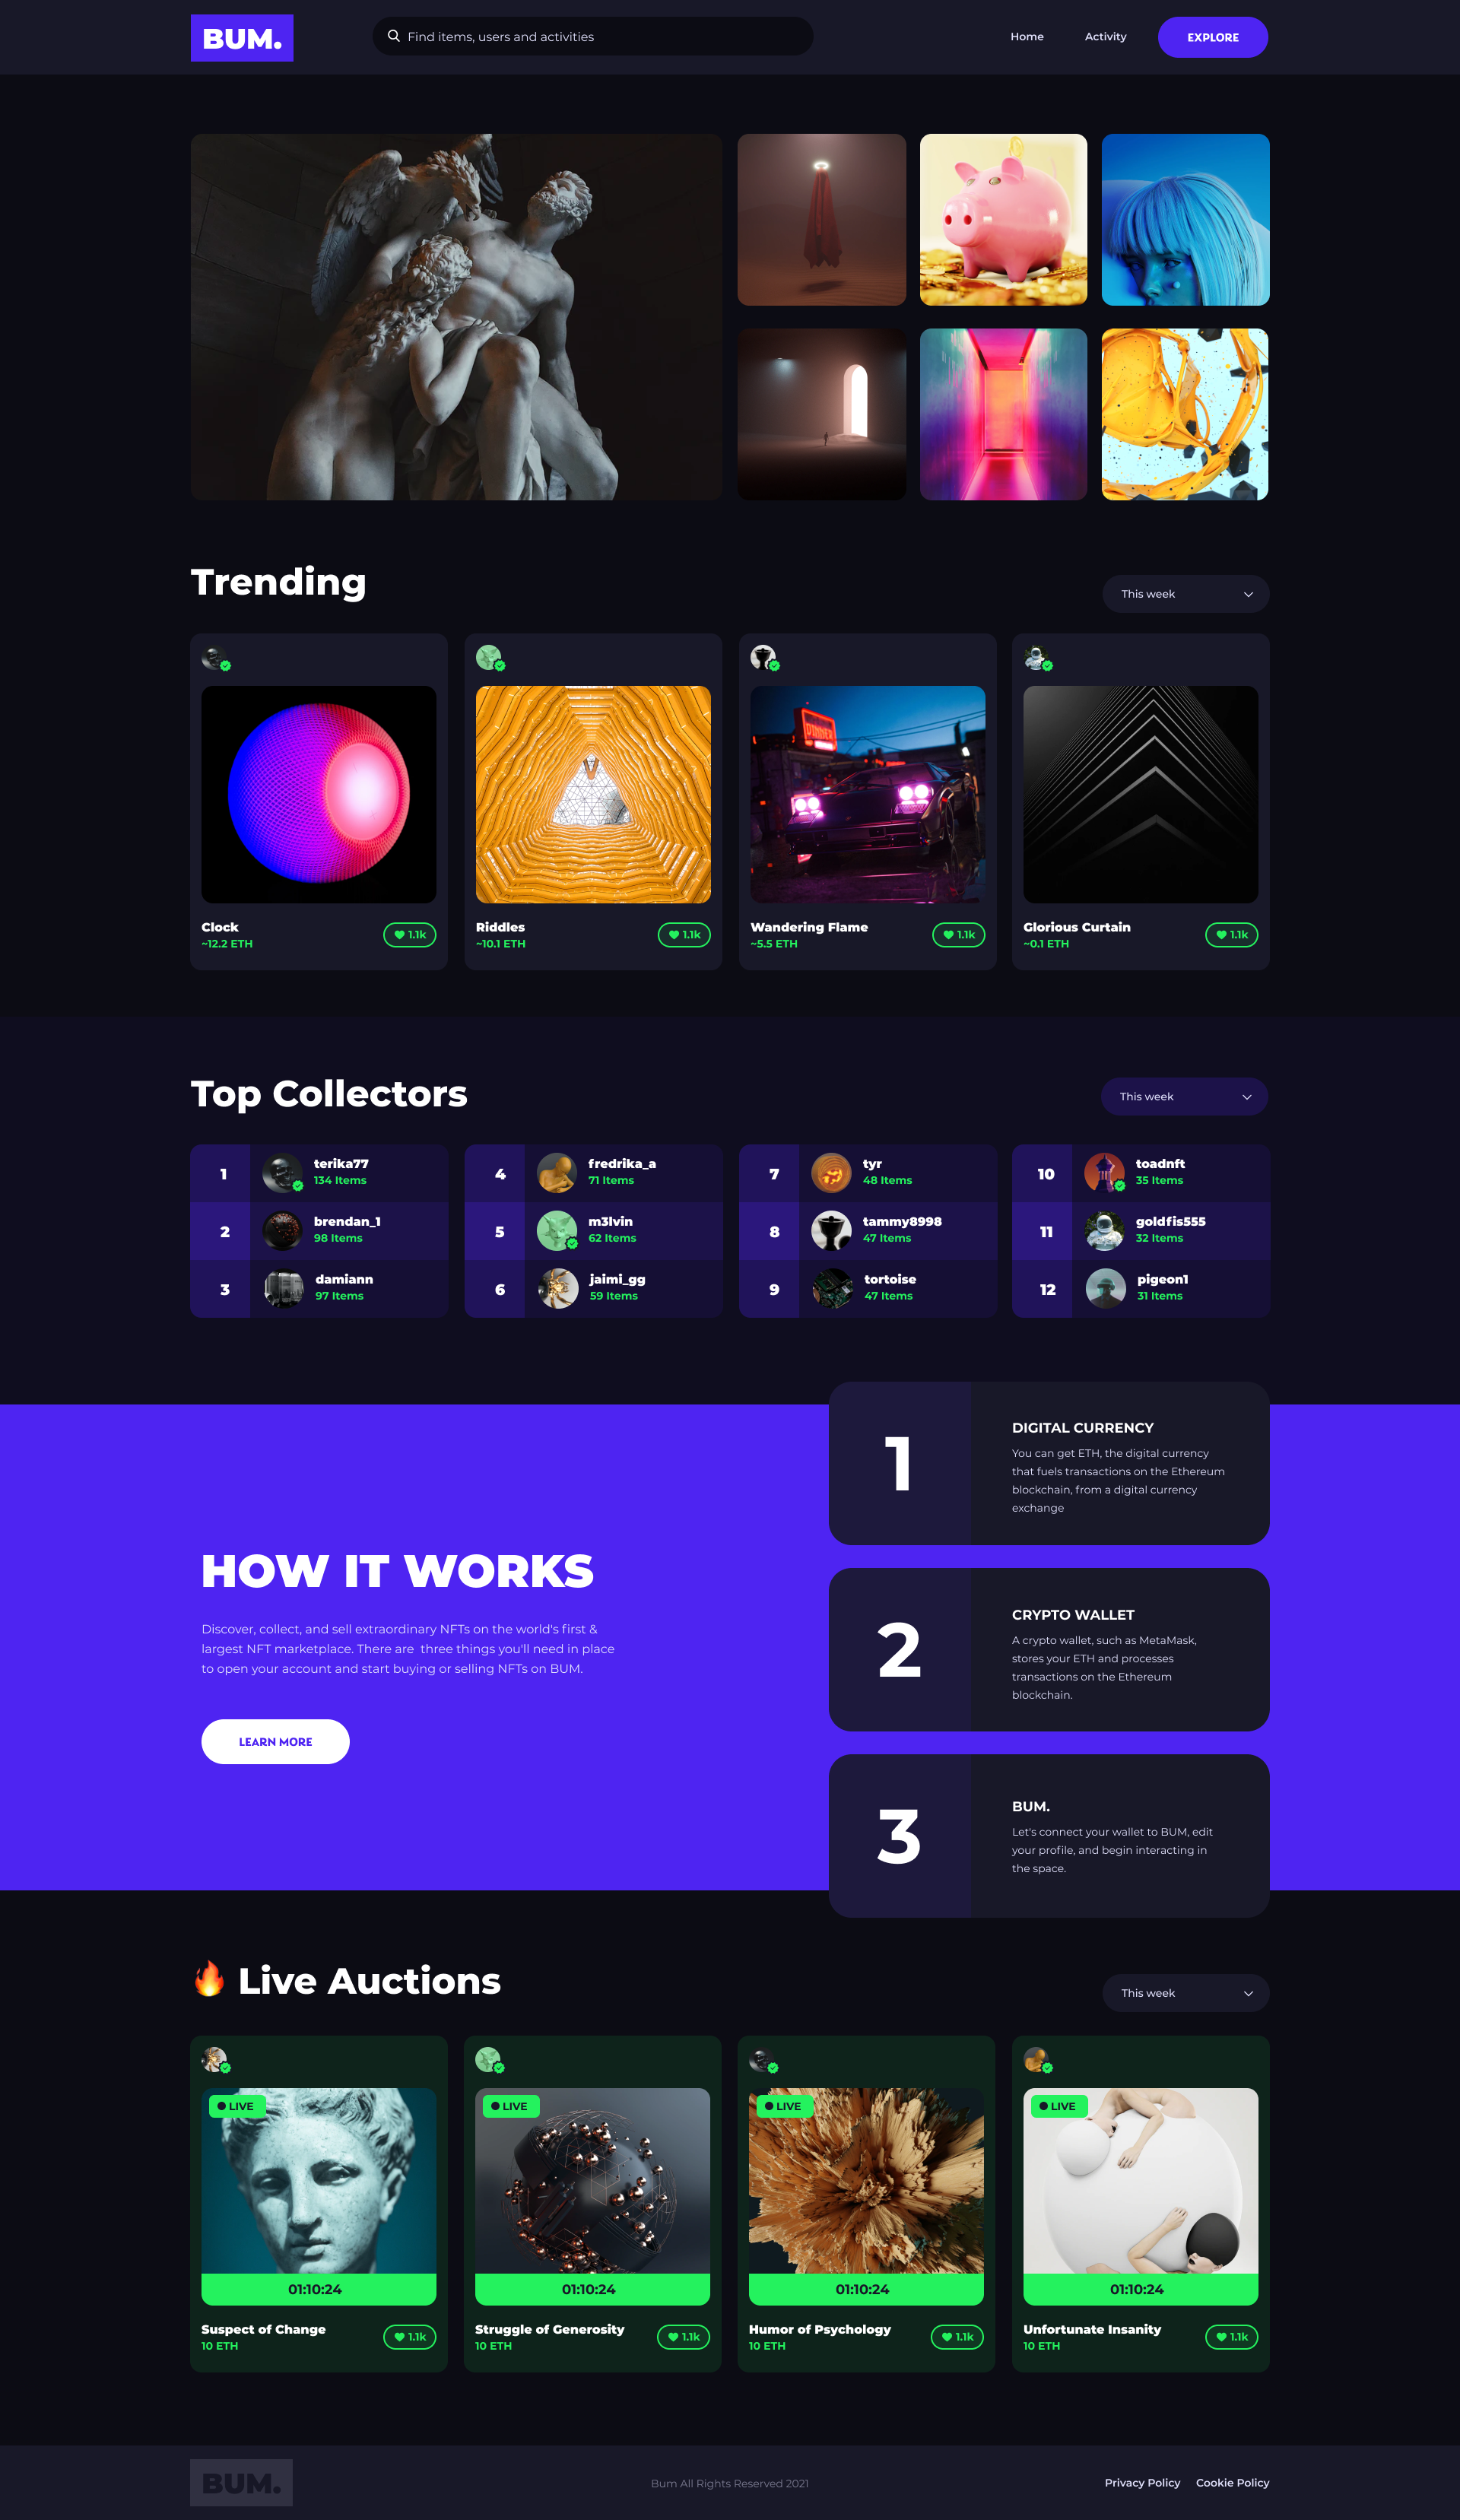 BUM.
Find items, users and activities
Home
Activity
EXPLORE
Trending
This week
DINNER
Clock
~12.2 ETH
1.1k
Riddles
~10.1 ETH
1.1k
Wandering Flame
~5.5 ETH
1.1k
Glorious Curtain
~0.1 ETH
1.1k
Top Collectors
This week
1
terika77
134 Items
2
brendan_1
98 Items
3
damiann
97 Items
4
fredrika_a
71 Items
5
m3lvin
62 Items
6
jaimi_gg
59 Items
7
tyr
48 Items
8
tammy8998
47 Items
9
tortoise
47 Items
10
toadnft
35 Items
11
goldfis555
32 Items
12
pigeon1
31 Items
HOW IT WORKS
Discover, collect, and sell extraordinary NFTs on the world's first &
largest NFT marketplace. There are  three things you'll need in place
to open your account and start buying or selling NFTs on BUM.
LEARN MORE
1
DIGITAL CURRENCY
You can get ETH, the digital currency
that fuels transactions on the Ethereum
blockchain, from a digital currency
exchange
2
CRYPTO WALLET
A crypto wallet, such as MetaMask,
stores your ETH and processes
transactions on the Ethereum
blockchain.
3
BUM.
Let's connect your wallet to BUM, edit
your profile, and begin interacting in
the space.
🔥 Live Auctions
This week
LIVE
01:10:24
Suspect of Change
10 ETH
1.1k
LIVE
01:10:24
Struggle of Generosity
10 ETH
1.1k
LIVE
01:10:24
Humor of Psychology
10 ETH
1.1k
LIVE
01:10:24
Unfortunate Insanity
10 ETH
1.1k
BUM.
Bum All Rights Reserved 2021
Privacy Policy
Cookie Policy